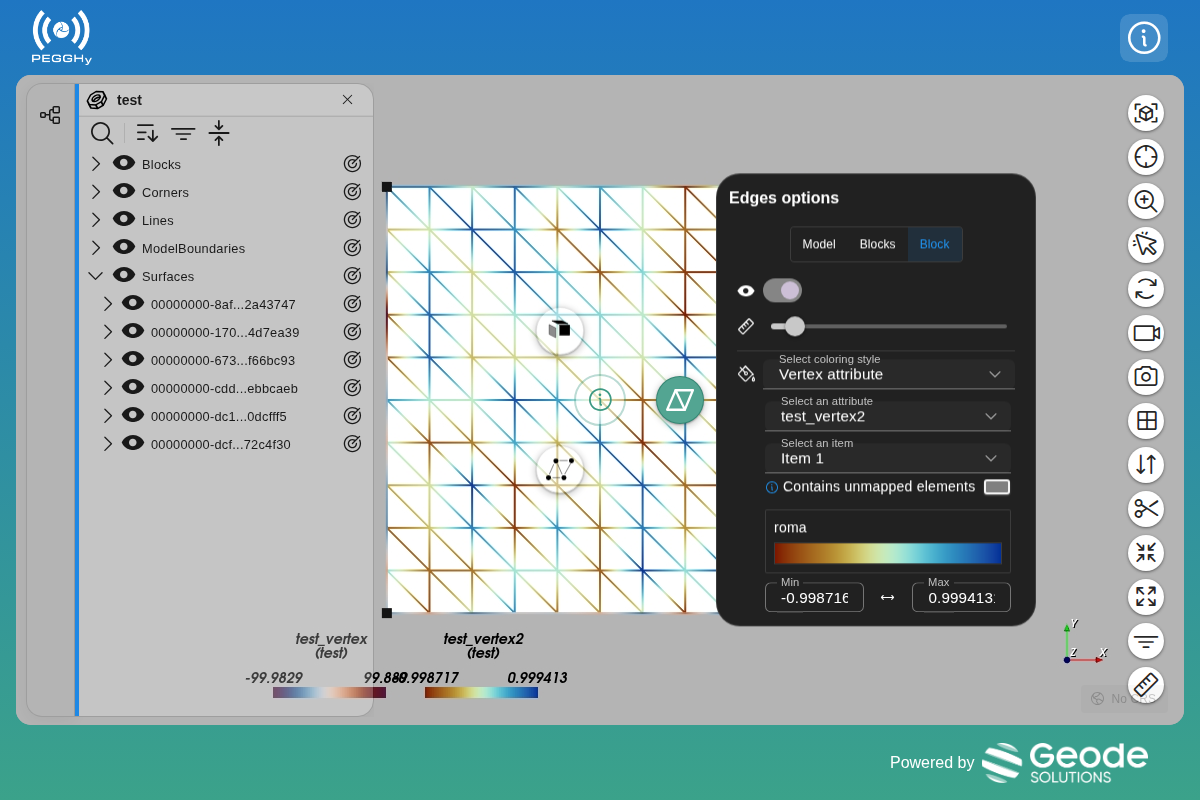 PEGGHy
test
Blocks
Corners
Lines
ModelBoundaries
Surfaces
00000000-8af...2a43747
00000000-170...4d7ea39
00000000-673...f66bc93
00000000-cdd...ebbcaeb
00000000-dc1...0dcfff5
00000000-dcf...72c4f30
Edges options
Model Blocks Block
Select coloring style
Vertex attribute
Select an attribute
test_vertex2
Select an item
Item 1
Contains unmapped elements
roma
Min Max
-0.998716 0.999413
test_vertex
(test)
-99.9829
test_vertex2
(test)
-0.998717 0.999413
Y
Z X
No CRS
Powered by Geode
SOLUTIONS